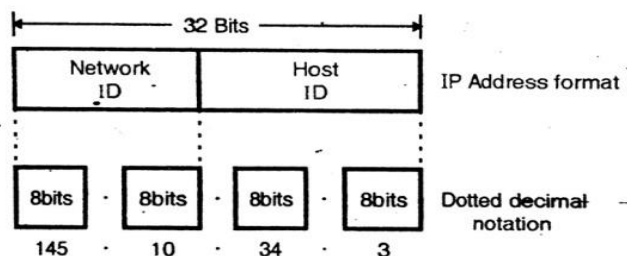 32 Bits
Network ID
Host ID
IP Address format
8bits . 8bits . 8bits . 8bits
Dotted decimal notation
145 . 10 . 34 . 3